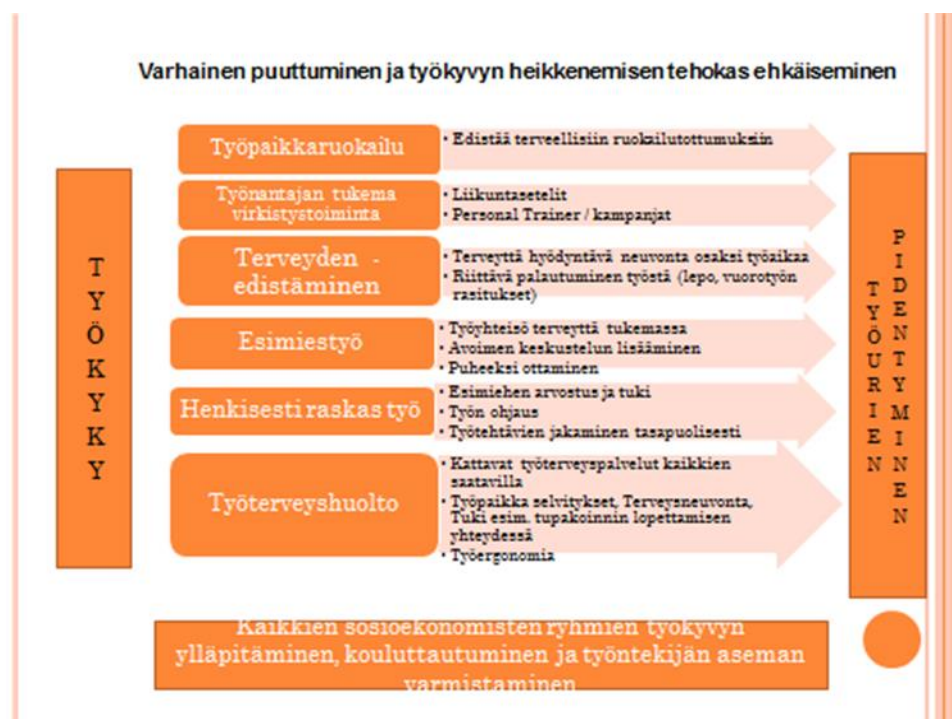 Varhainen puuttuminen ja työkyvyn heikkenemisen tehokas ehkäiseminen
TYÖKYKY
Työpaikkaruokailu
• Edistää terveellisiin ruokailutottumuksiin
Työnantajan tukema
virkistystoiminta
• Liikuntasetelit
• Personal Trainer / kampanjat
Terveyden -
edistäminen
• Terveyttä hyödyntävä neuvonta osaksi työaikaa
• Riittävä palautuminen työstä (lepo, vuorotyön
rasitukset)
Esimiestyö
• Työyhteisö terveyttä tukemassa
• Avoimen keskustelun lisääminen
• Puheeksi ottaminen
Henkisesti raskas työ
• Esimiehen arvostus ja tuki
• Työn ohjaus
• Työtehtävien jakaminen tasapuolisesti
Työterveyshuolto
• Kattavat työterveyspalvelut kaikkien
saatavilla
• Työpaikka selvitykset, Terveysneuvonta,
Tuki esim. tupakoinnin lopettamisen
yhteydessä
• Työergonomia
TYÖURIEN
PIDENTYMINEN
Kaikkien sosioekonomisten ryhmien työkyvyn
ylläpitäminen, kouluttautuminen ja työntekijän aseman
varmistaminen